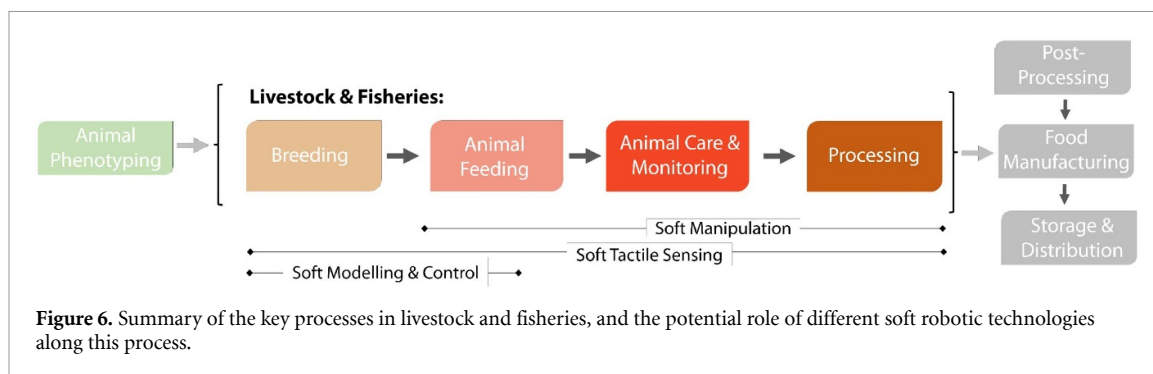 Livestock & Fisheries:
Animal
Phenotyping
Breeding
Animal
Feeding
Animal Care &
Monitoring
Processing
Post-
Processing
Food
Manufacturing
Storage &
Distribution
Soft Manipulation
Soft Tactile Sensing
Soft Modelling & Control
Figure 6. Summary of the key processes in livestock and fisheries, and the potential role of different soft robotic technologies
along this process.